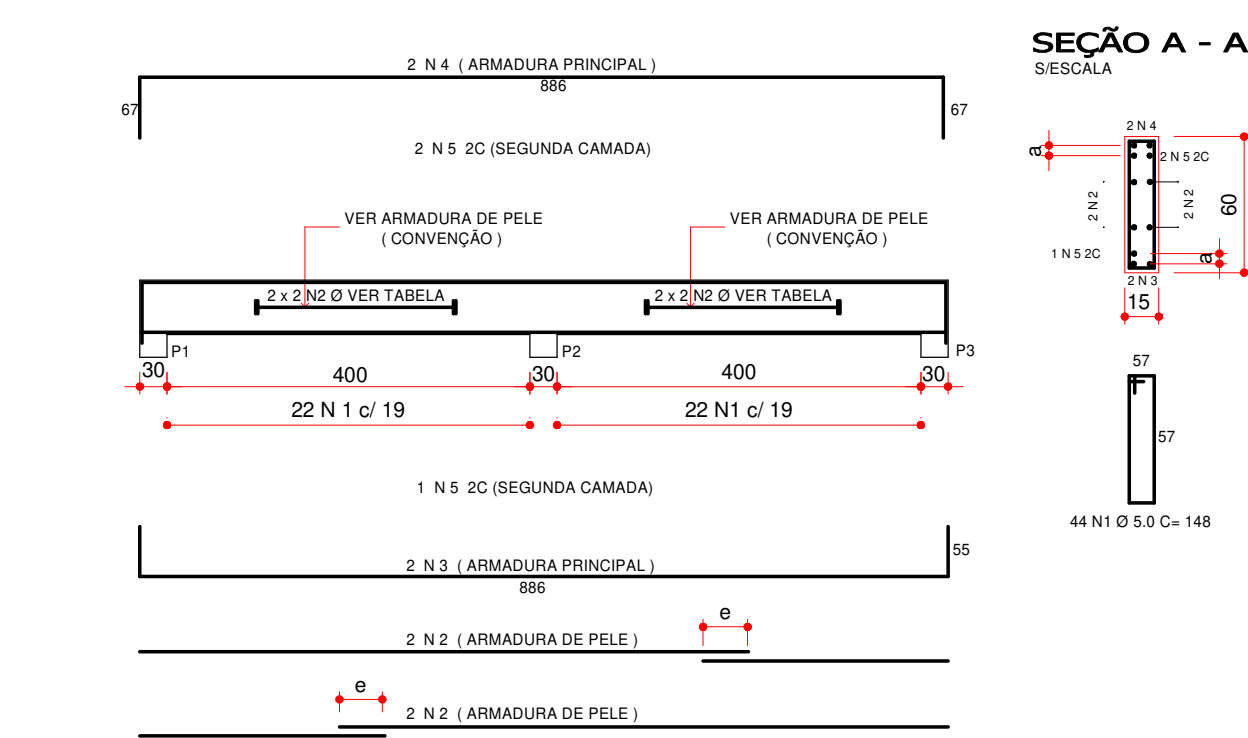 SEÇÃO A - A
S/ESCALA
2 N 4 ( ARMADURA PRINCIPAL )
886
67
67
2 N 5 2C (SEGUNDA CAMADA)
2 N 4
a
2 N 5 2C
2 N 2
2 N 2
60
1 N 5 2C
a
2 N 3
15
VER ARMADURA DE PELE
( CONVENÇÃO )
VER ARMADURA DE PELE
( CONVENÇÃO )
2 x 2 N2 Ø VER TABELA
2 x 2 N2 Ø VER TABELA
P1
P2
P3
30
400
30
400
30
22 N 1 c/ 19
22 N1 c/ 19
57
57
44 N1 Ø 5.0 C= 148
1 N 5 2C (SEGUNDA CAMADA)
55
2 N 3 ( ARMADURA PRINCIPAL )
886
e
2 N 2 ( ARMADURA DE PELE )
e
2 N 2 ( ARMADURA DE PELE )